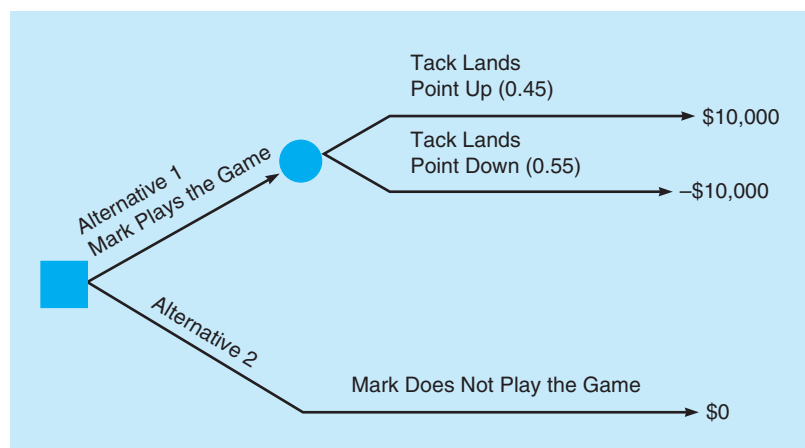 Tack Lands
Point Up (0.45)
$10,000
Tack Lands
Point Down (0.55)
–$10,000
Alternative 1
Mark Plays the Game
Alternative 2
Mark Does Not Play the Game
$0